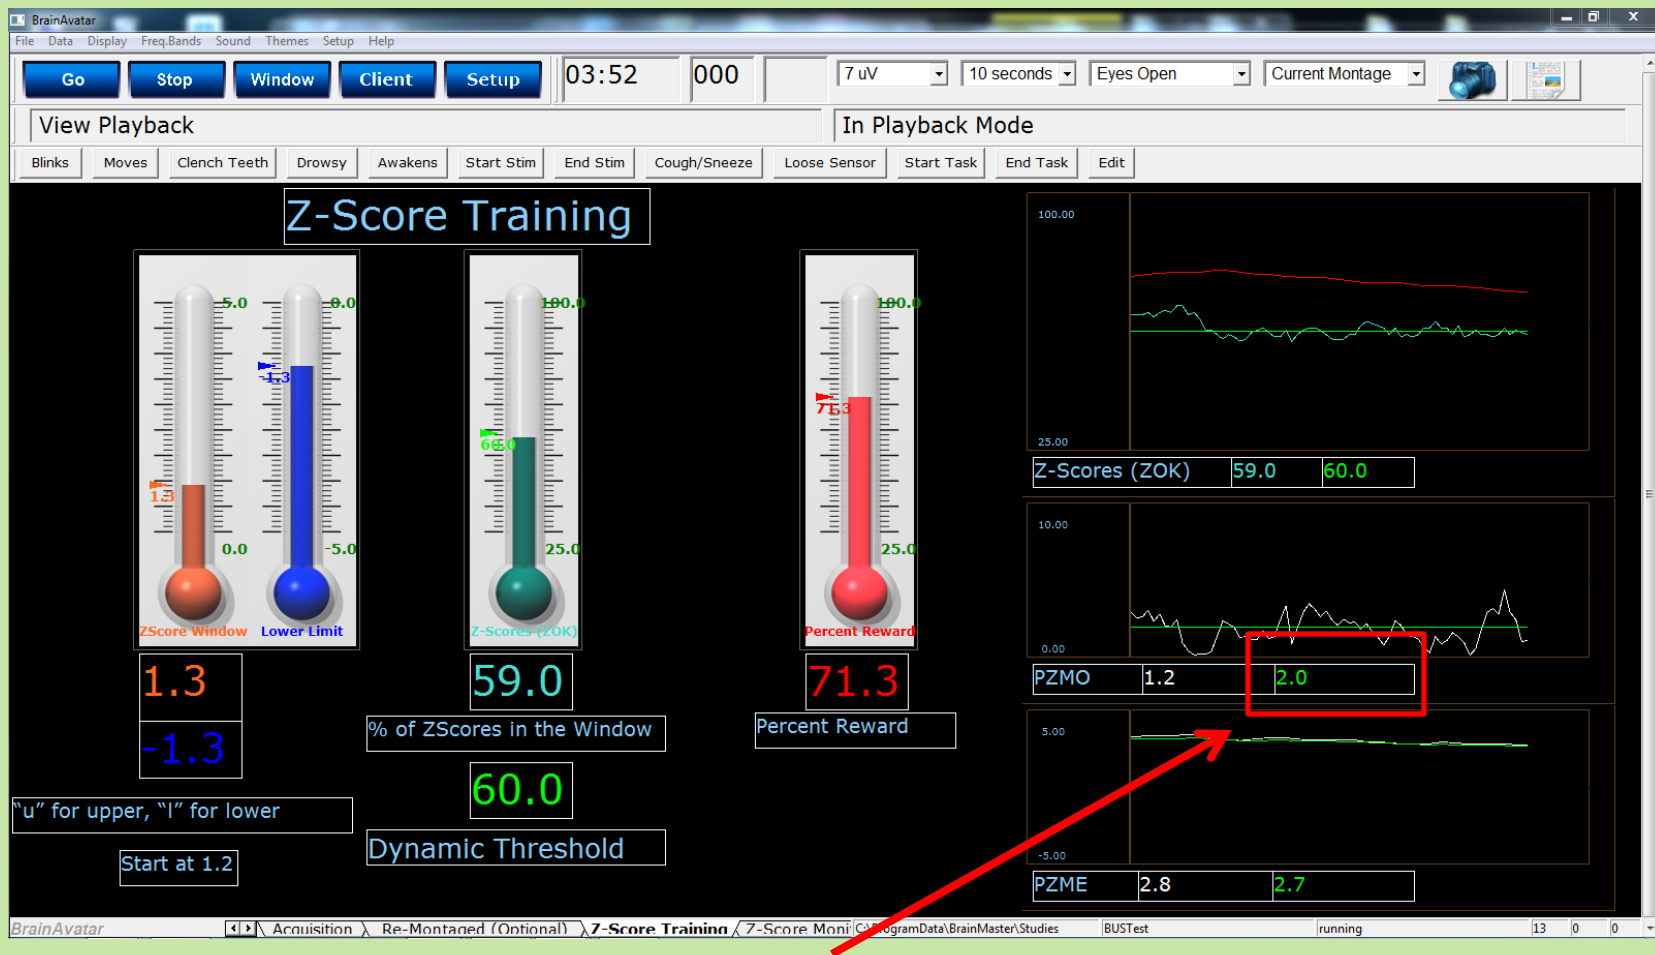 BrainAvatar
File Data Display Freq.Bands Sound Themes Setup Help
Go Stop Window Client Setup 03:52 000 7 uV 10 seconds Eyes Open Current Montage
View Playback In Playback Mode
Blinks Moves Clench Teeth Drowsy Awakens Start Stim End Stim Cough/Sneeze Loose Sensor Start Task End Task Edit
Z-Score Training
5.0 0.0 100.0 100.0
-1.3
71.3
60.0
1.3
0.0 -5.0 25.0 25.0
ZScore Window Lower Limit Z-Scores (ZOK) Percent Reward
1.3 59.0 71.3
-1.3
% of ZScores in the Window
Percent Reward
60.0
"u" for upper, "l" for lower
Dynamic Threshold
Start at 1.2
100.00
25.00
Z-Scores (ZOK) 59.0 60.0
10.00
0.00
PZMO 1.2 2.0
5.00
-5.00
PZME 2.8 2.7
BrainAvatar Acquisition Re-Montaged (Optional) Z-Score Training Z-Score Moni C:\ProgramData\BrainMaster\Studies BUSTest running 13 0 0